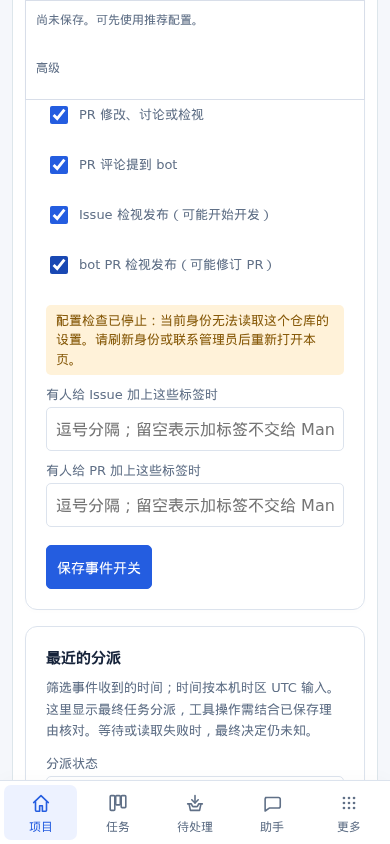 尚未保存。可先使用推荐配置。
高级
PR 修改、讨论或检视
PR 评论提到 bot
Issue 检视发布（可能开始开发）
bot PR 检视发布（可能修订 PR）
配置检查已停止：当前身份无法读取这个仓库的
设置。请刷新身份或联系管理员后重新打开本
页。
有人给 Issue 加上这些标签时
逗号分隔；留空表示加标签不交给 Man
有人给 PR 加上这些标签时
逗号分隔；留空表示加标签不交给 Man
保存事件开关
最近的分派
筛选事件收到的时间；时间按本机时区 UTC 输入。
这里显示最终任务分派，工具操作需结合已保存理
由核对。等待或读取失败时，最终决定仍未知。
分派状态
项目
任务
待处理
助手
更多